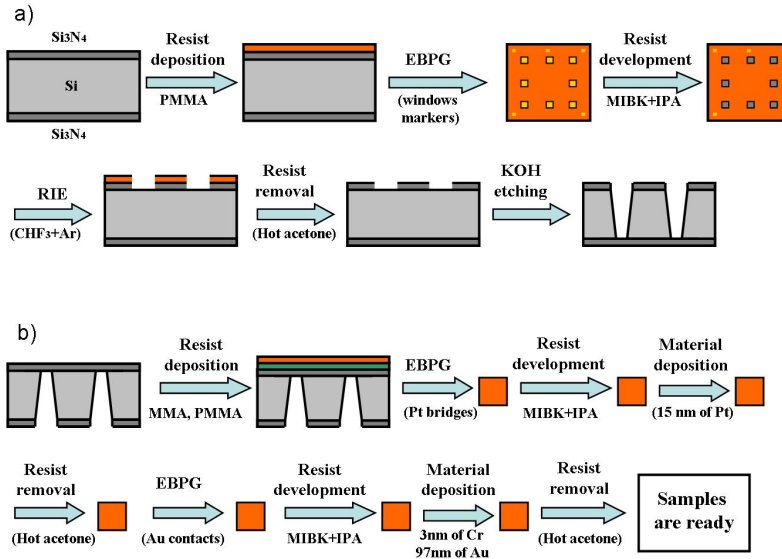 a)
Si3N4
Si
Si3N4
Resist
deposition
PMMA
EBPG
(windows
markers)
Resist
development
MIBK+IPA
RIE
(CHF3+Ar)
Resist
removal
(Hot acetone)
KOH
etching
b)
Resist
deposition
MMA, PMMA
EBPG
(Pt bridges)
Resist
development
MIBK+IPA
Material
deposition
(15 nm of Pt)
Resist
removal
(Hot acetone)
EBPG
(Au contacts)
Resist
development
MIBK+IPA
Material
deposition
3nm of Cr
97nm of Au
Resist
removal
(Hot acetone)
Samples
are ready